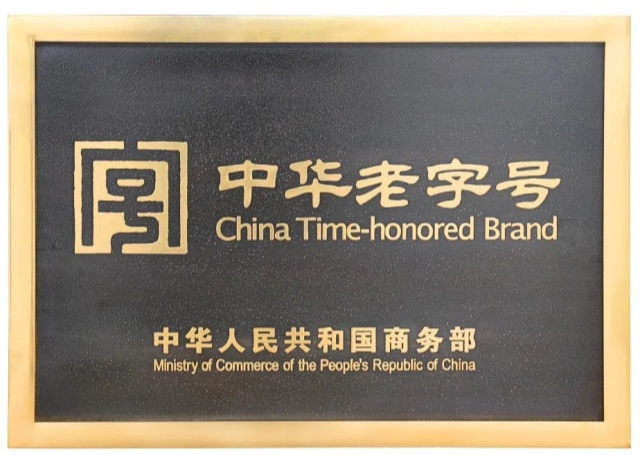 中华老字号
China Time-honored Brand
中华人民共和国商务部
Ministry of Commerce of the People's Republic of China